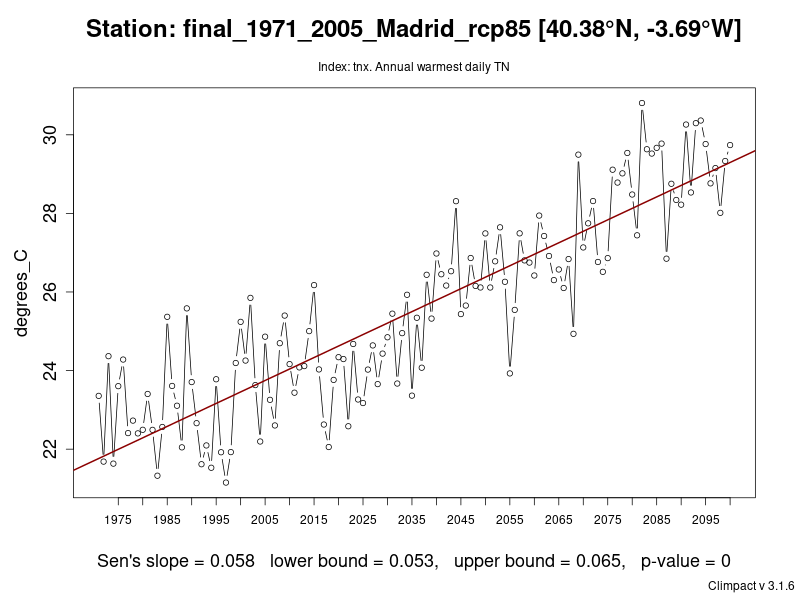 Station: final_1971_2005_Madrid_rcp85 [40.38°N, -3.69°W]
Index: tnx. Annual warmest daily TN
degrees_C
30
28
26
24
22
1975 1985 1995 2005 2015 2025 2035 2045 2055 2065 2075 2085 2095
Sen's slope = 0.058 lower bound = 0.053, upper bound = 0.065, p-value = 0
Climpact v 3.1.6